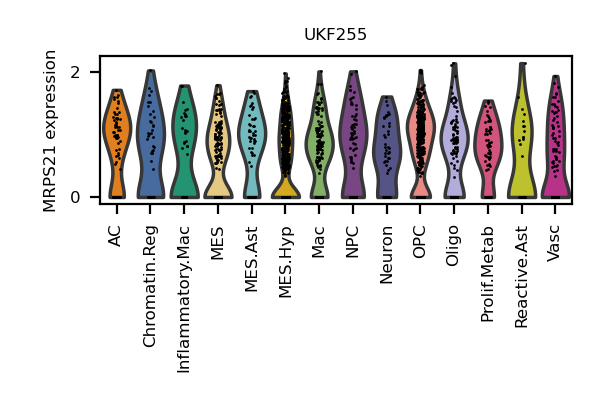 UKF255
MRPS21 expression
2
0
AC
Chromatin.Reg
Inflammatory.Mac
MES
MES.Ast
MES.Hyp
Mac
NPC
Neuron
OPC
Oligo
Prolif.Metab
Reactive.Ast
Vasc